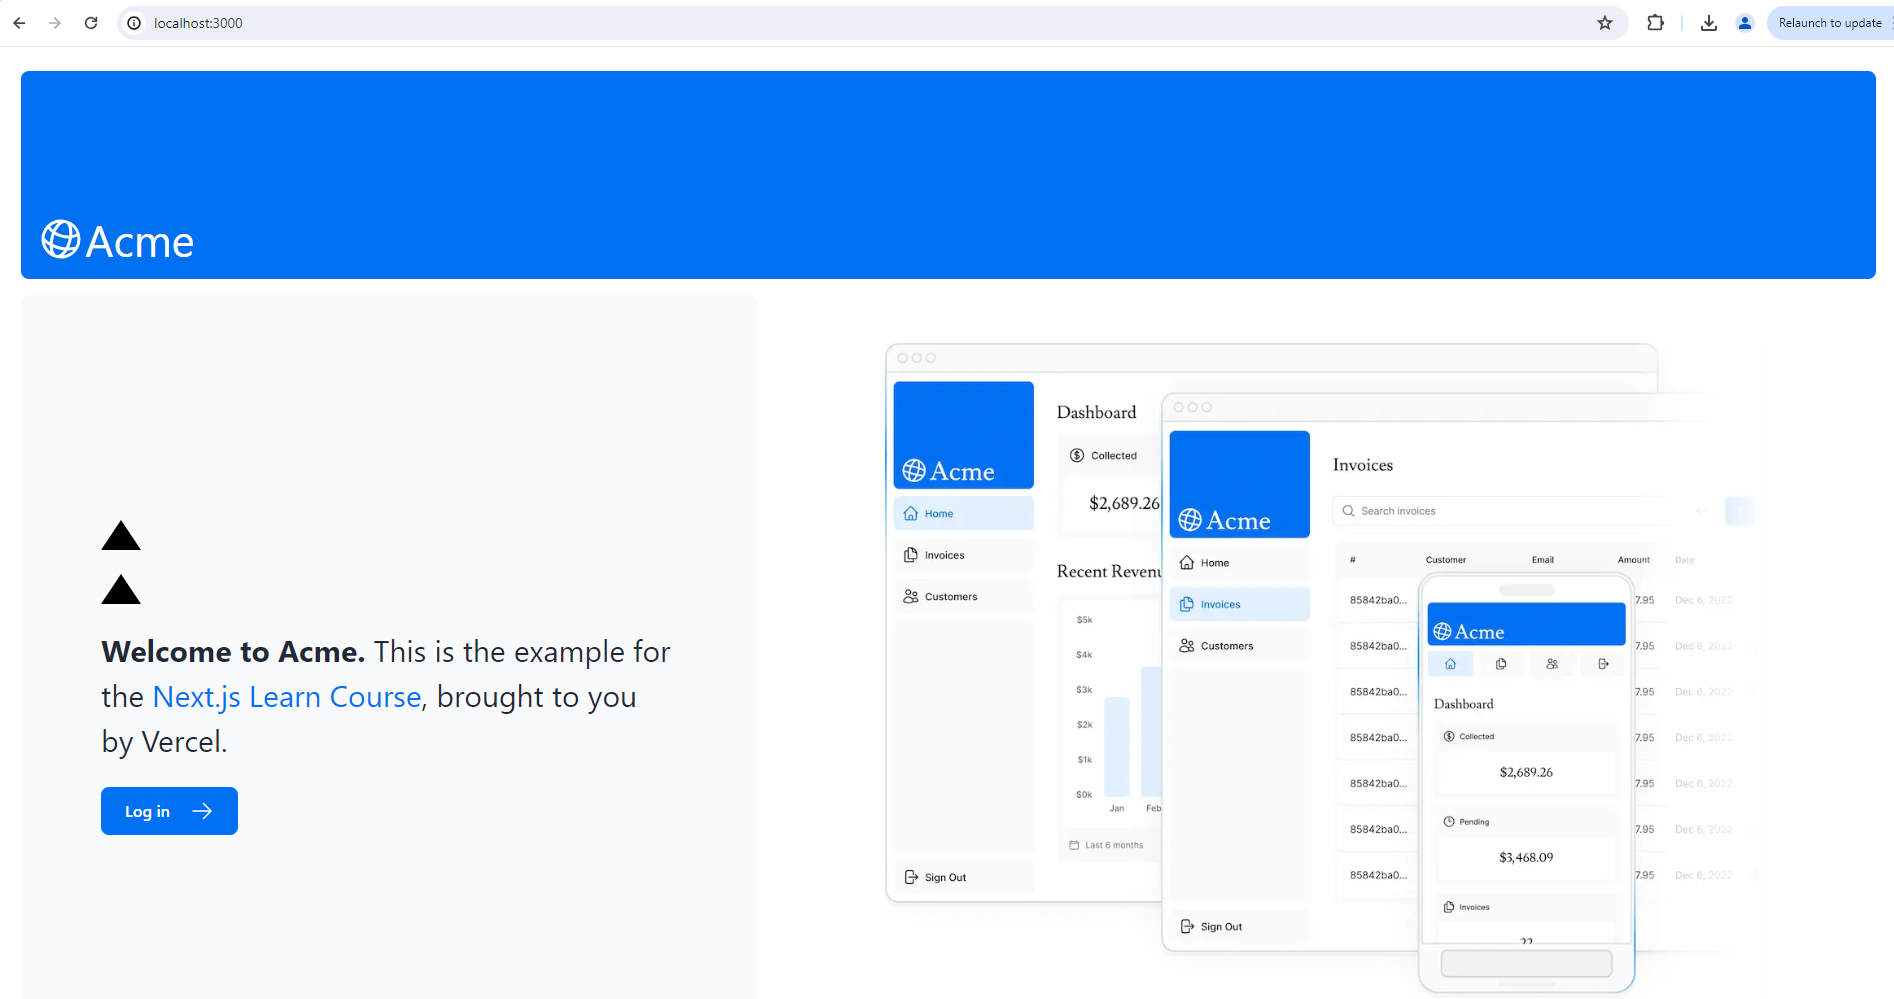 localhost:3000
Relaunch to update
Acme
Welcome to Acme. This is the example for
the Next.js Learn Course, brought to you
by Vercel.
Log in
Acme
Home
Invoices
Customers
Sign Out
Dashboard
Collected
$2,689.26
Recent Revenu
$5k
$4k
$3k
$2k
$1k
$0k
Jan Feb
Last 6 months
Acme
Home
Invoices
Customers
Sign Out
Invoices
Search invoices
# Customer Email Amount Date
85842ba0... 7.95 Dec 6, 2022
85842ba0... 7.95 Dec 6, 2022
85842ba0... 7.95 Dec 6, 2022
85842ba0... 7.95 Dec 6, 2022
85842ba0... 7.95 Dec 6, 2022
85842ba0... 7.95 Dec 6, 2022
85842ba0... 7.95 Dec 6, 2022
Acme
Dashboard
Collected
$2,689.26
Pending
$3,468.09
Invoices
22